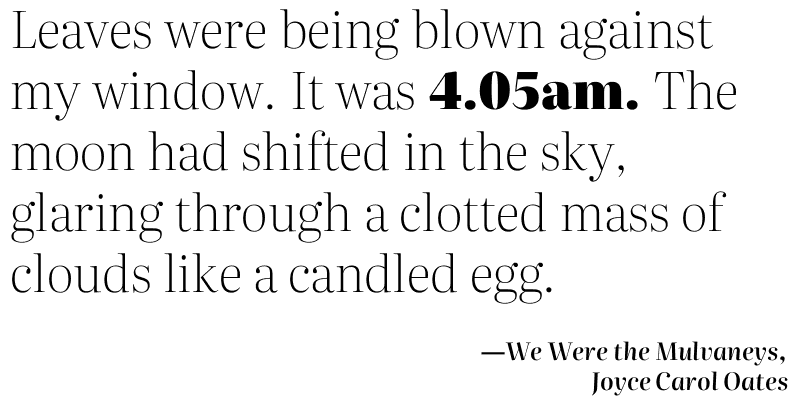 Leaves were being blown against
my window. It was 4.05am. The
moon had shifted in the sky,
glaring through a clotted mass of
clouds like a candled egg.
—We Were the Mulvaneys,
Joyce Carol Oates